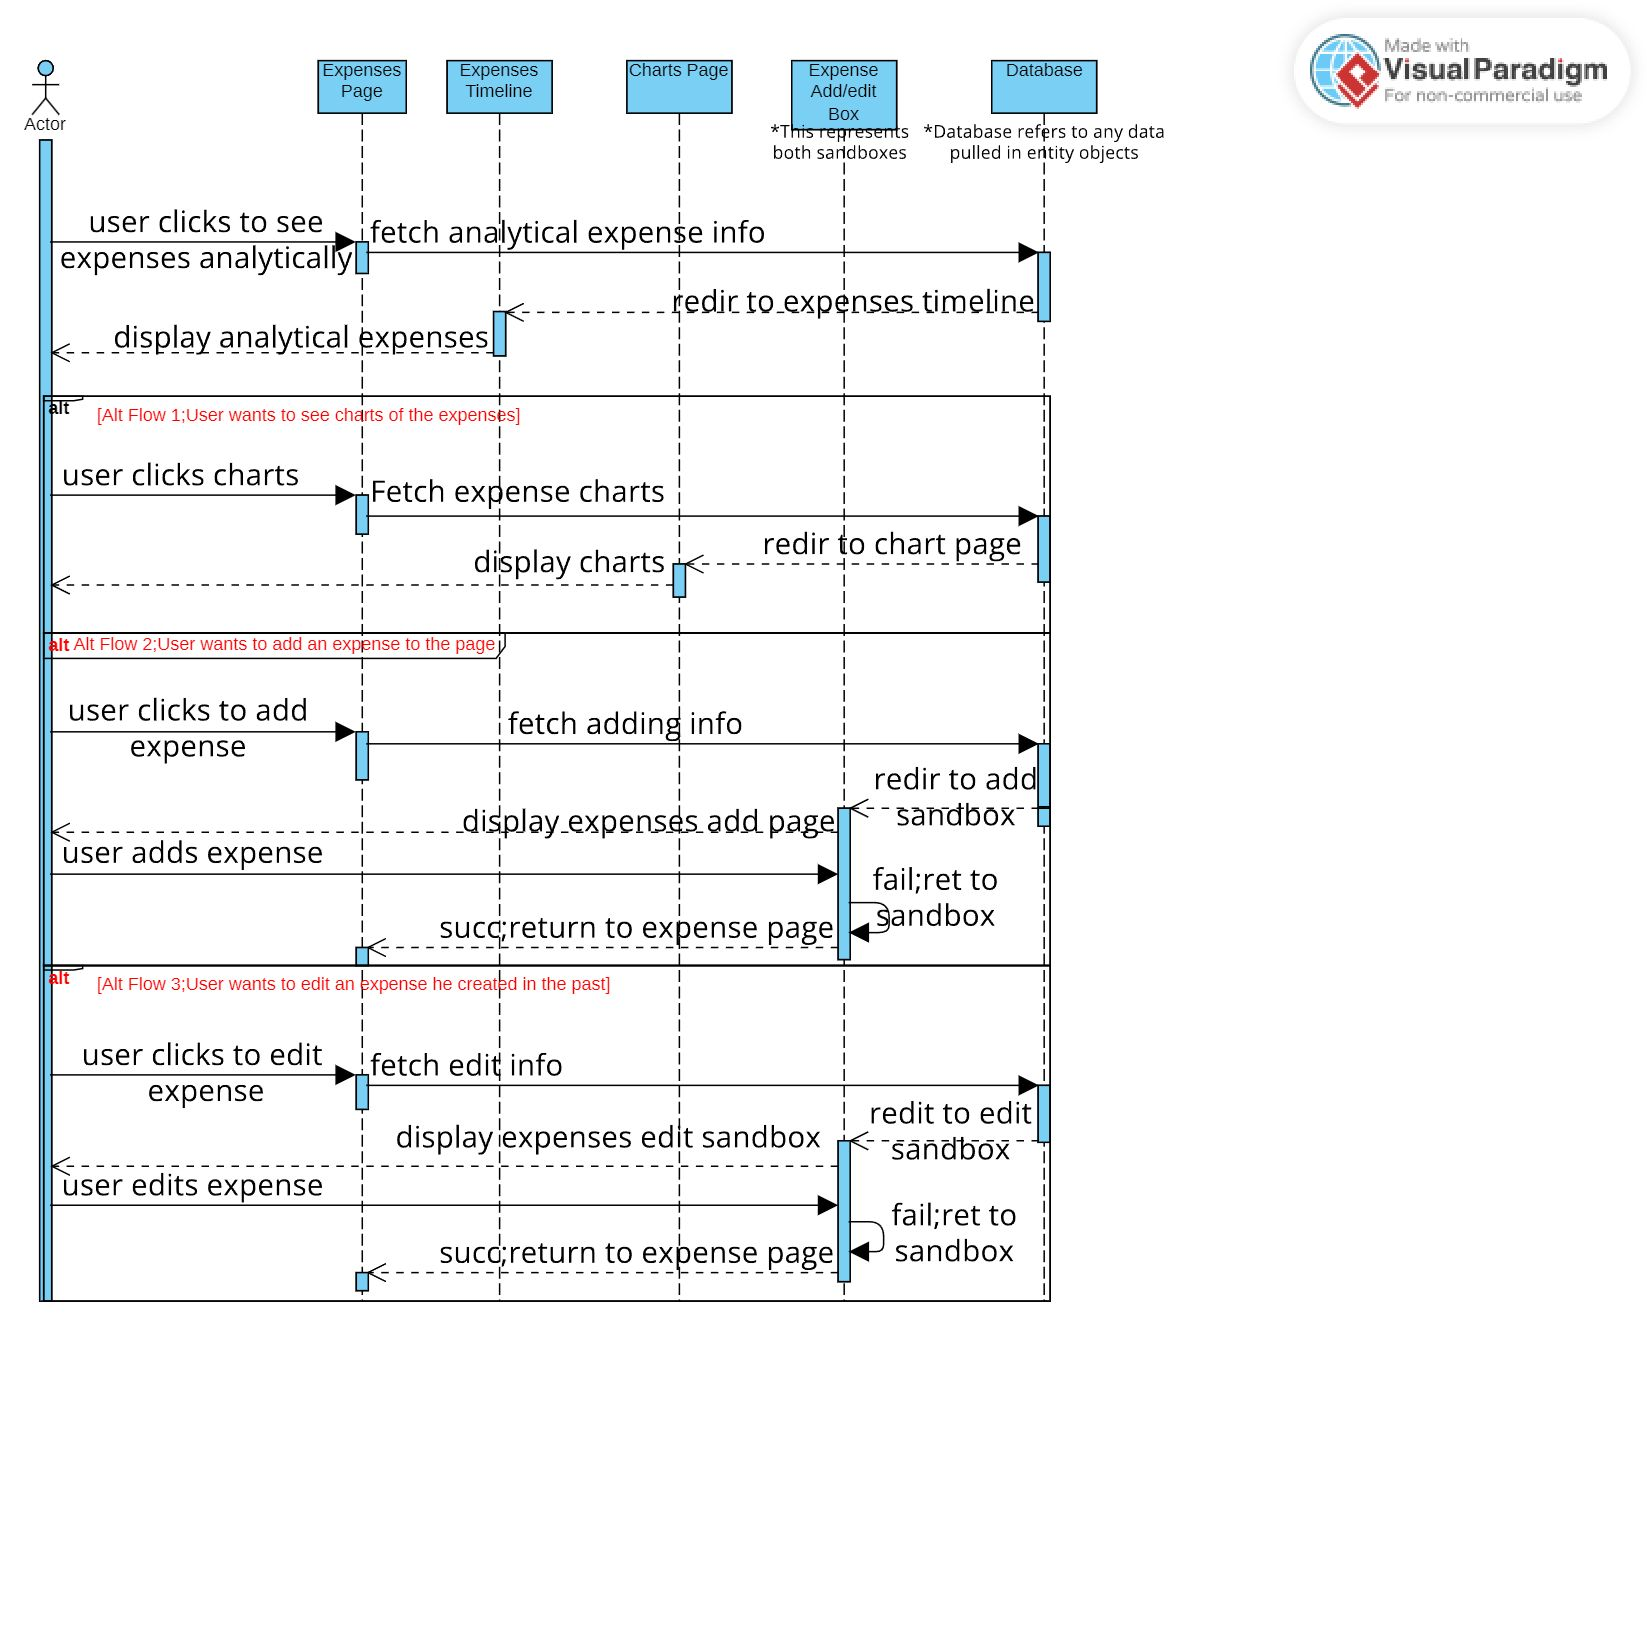 Made with
Visual Paradigm
For non-commercial use
Actor
Expenses
Page
Expenses
Timeline
Charts Page
Expense
Add/edit
Box
Database
*This represents
both sandboxes
*Database refers to any data
pulled in entity objects
user clicks to see
expenses analytically
fetch analytical expense info
redir to expenses timeline
display analytical expenses
alt
[Alt Flow 1;User wants to see charts of the expenses]
user clicks charts
Fetch expense charts
redir to chart page
display charts
alt Alt Flow 2;User wants to add an expense to the page
user clicks to add
expense
fetch adding info
redir to add
sandbox
display expenses add page
user adds expense
fail;ret to
sandbox
succ;return to expense page
alt
[Alt Flow 3;User wants to edit an expense he created in the past]
user clicks to edit
expense
fetch edit info
redit to edit
sandbox
display expenses edit sandbox
user edits expense
fail;ret to
sandbox
succ;return to expense page